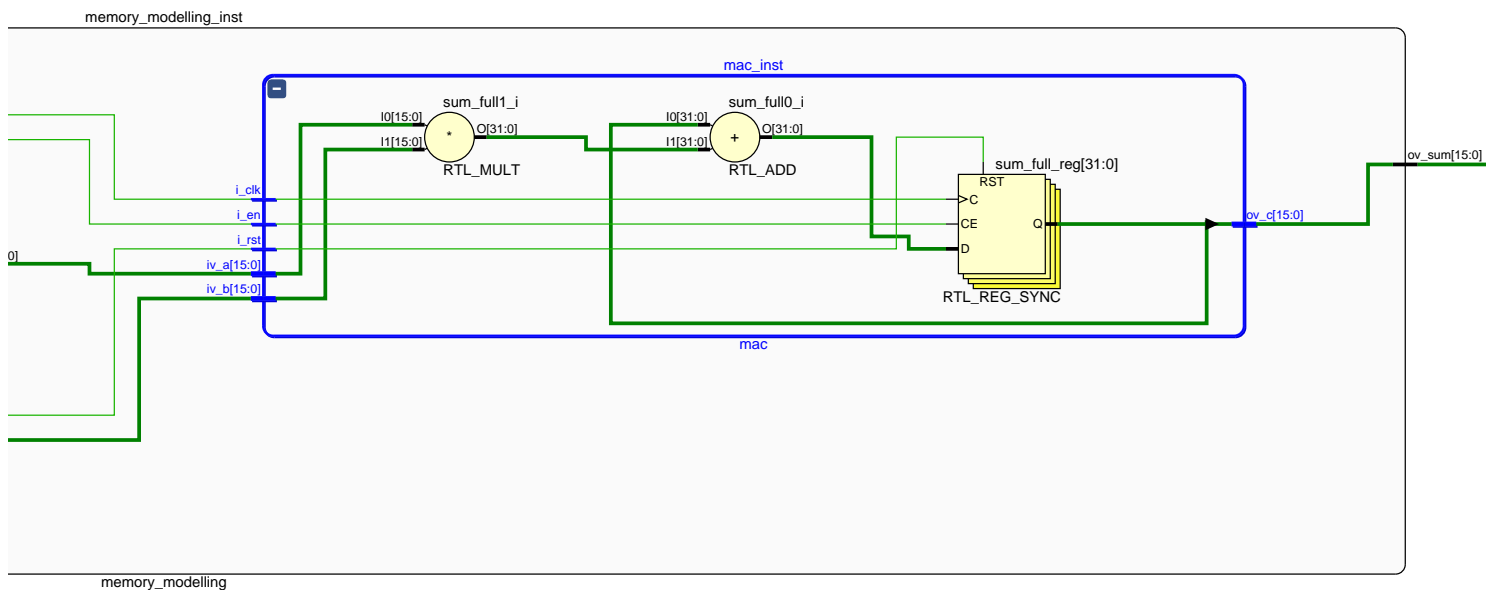 memory_modelling_inst
mac_inst
sum_full1_i
sum_full0_i
I0[15:0]
I1[15:0]
*
O[31:0]
RTL_MULT
I0[31:0]
I1[31:0]
+
O[31:0]
RTL_ADD
sum_full_reg[31:0]
RST
C
CE
D
Q
RTL_REG_SYNC
i_clk
i_en
i_rst
0]
iv_a[15:0]
iv_b[15:0]
ov_c[15:0]
ov_sum[15:0]
mac
memory_modelling